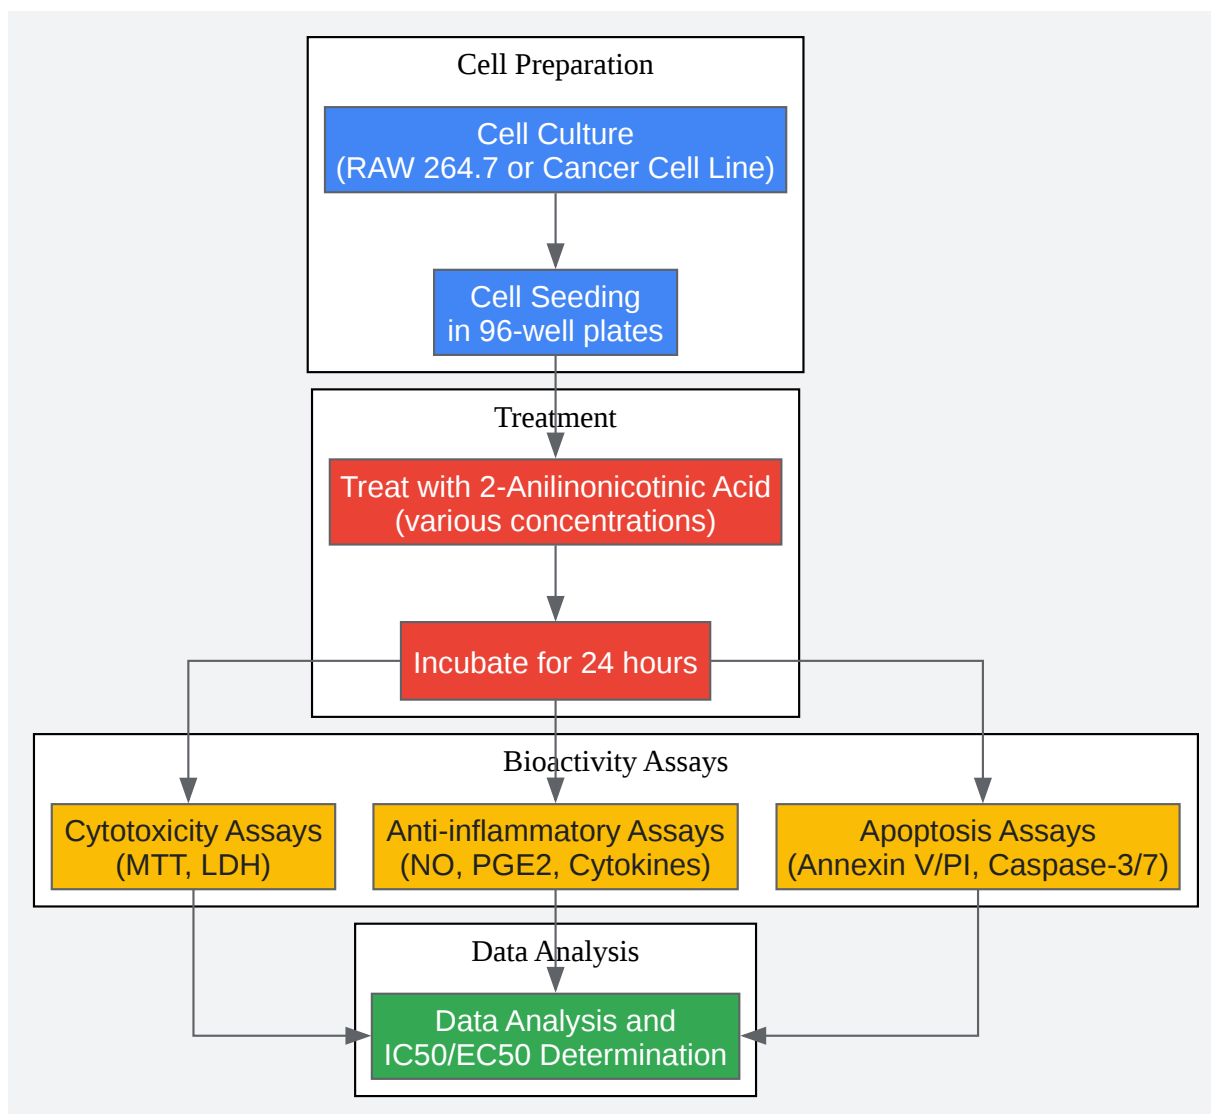 Cell Preparation
Cell Culture
(RAW 264.7 or Cancer Cell Line)
Cell Seeding
in 96-well plates
Treatment
Treat with 2-Anilinonicotinic Acid
(various concentrations)
Incubate for 24 hours
Bioactivity Assays
Cytotoxicity Assays
(MTT, LDH)
Anti-inflammatory Assays
(NO, PGE2, Cytokines)
Apoptosis Assays
(Annexin V/PI, Caspase-3/7)
Data Analysis
Data Analysis and
IC50/EC50 Determination